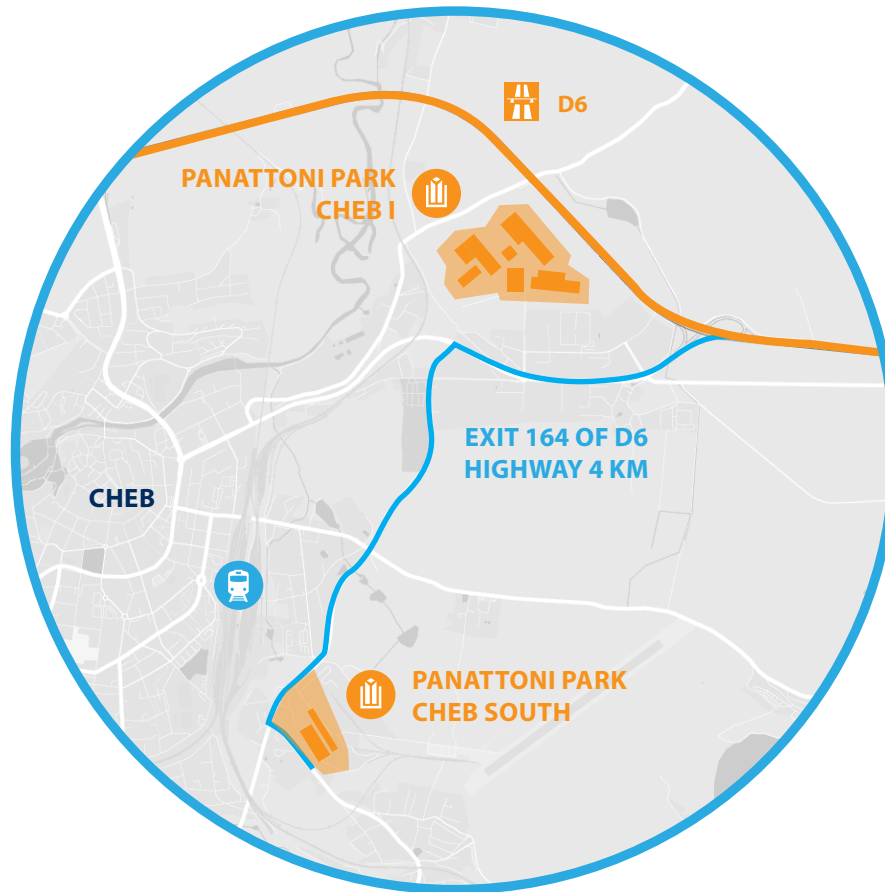 D6
PANATTONI PARK
CHEB I
EXIT 164 OF D6
HIGHWAY 4 KM
CHEB
PANATTONI PARK
CHEB SOUTH